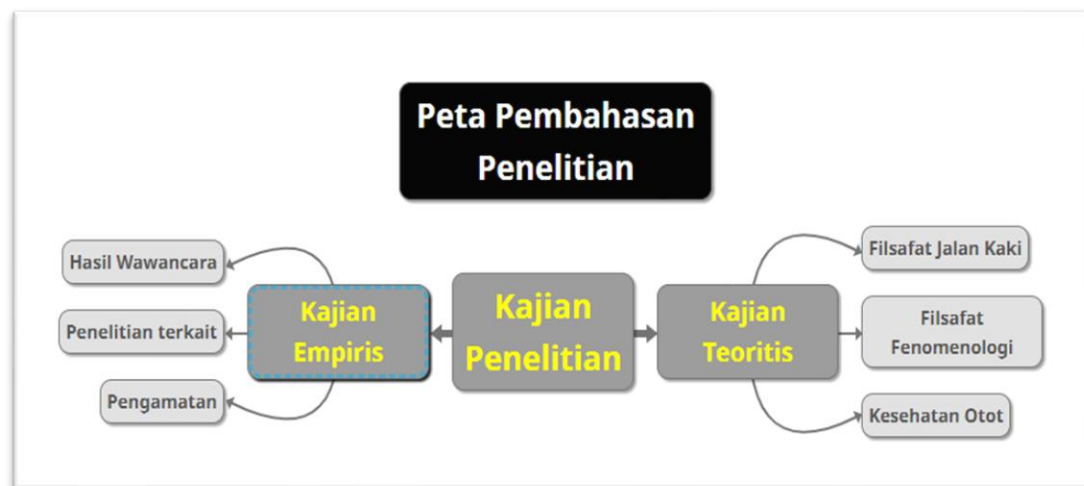 Peta Pembahasan
Penelitian
Hasil Wawancara
Penelitian terkait
Pengamatan
Kajian
Empiris
Kajian
Penelitian
Kajian
Teoritis
Filsafat Jalan Kaki
Filsafat
Fenomenologi
Kesehatan Otot